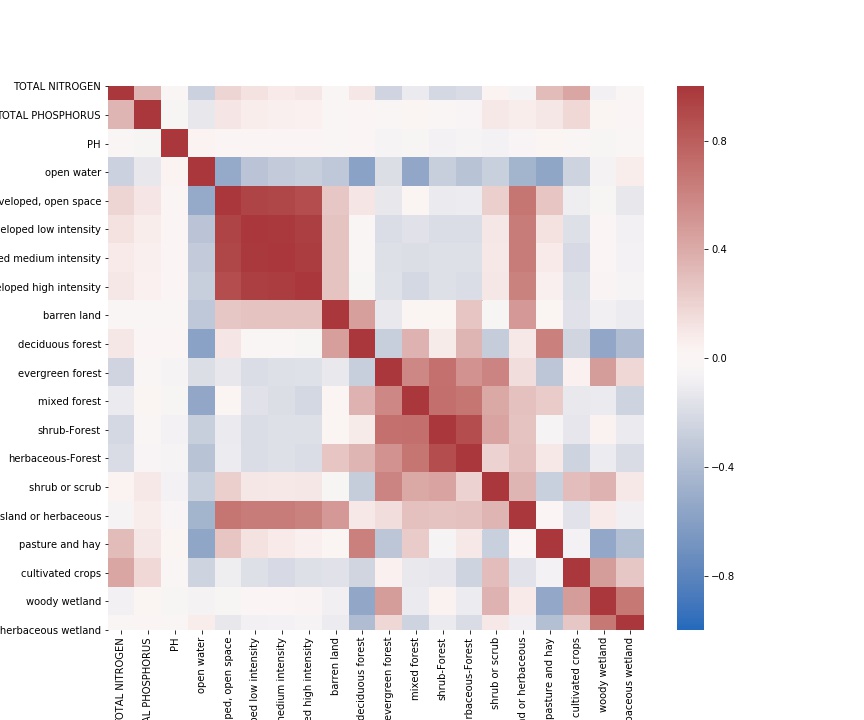 TOTAL NITROGEN
TOTAL PHOSPHORUS
PH
open water
veloped, open space
eloped low intensity
ed medium intensity
eloped high intensity
barren land
deciduous forest
evergreen forest
mixed forest
shrub-Forest
herbaceous-Forest
shrub or scrub
sland or herbaceous
pasture and hay
cultivated crops
woody wetland
herbaceous wetland
OTAL NITROGEN
AL PHOSPHORUS
PH
open water
ped, open space
ped low intensity
medium intensity
ed high intensity
barren land
deciduous forest
evergreen forest
mixed forest
shrub-Forest
rbaceous-Forest
shrub or scrub
nd or herbaceous
pasture and hay
cultivated crops
woody wetland
baceous wetland
0.8
0.4
0.0
−0.4
−0.8